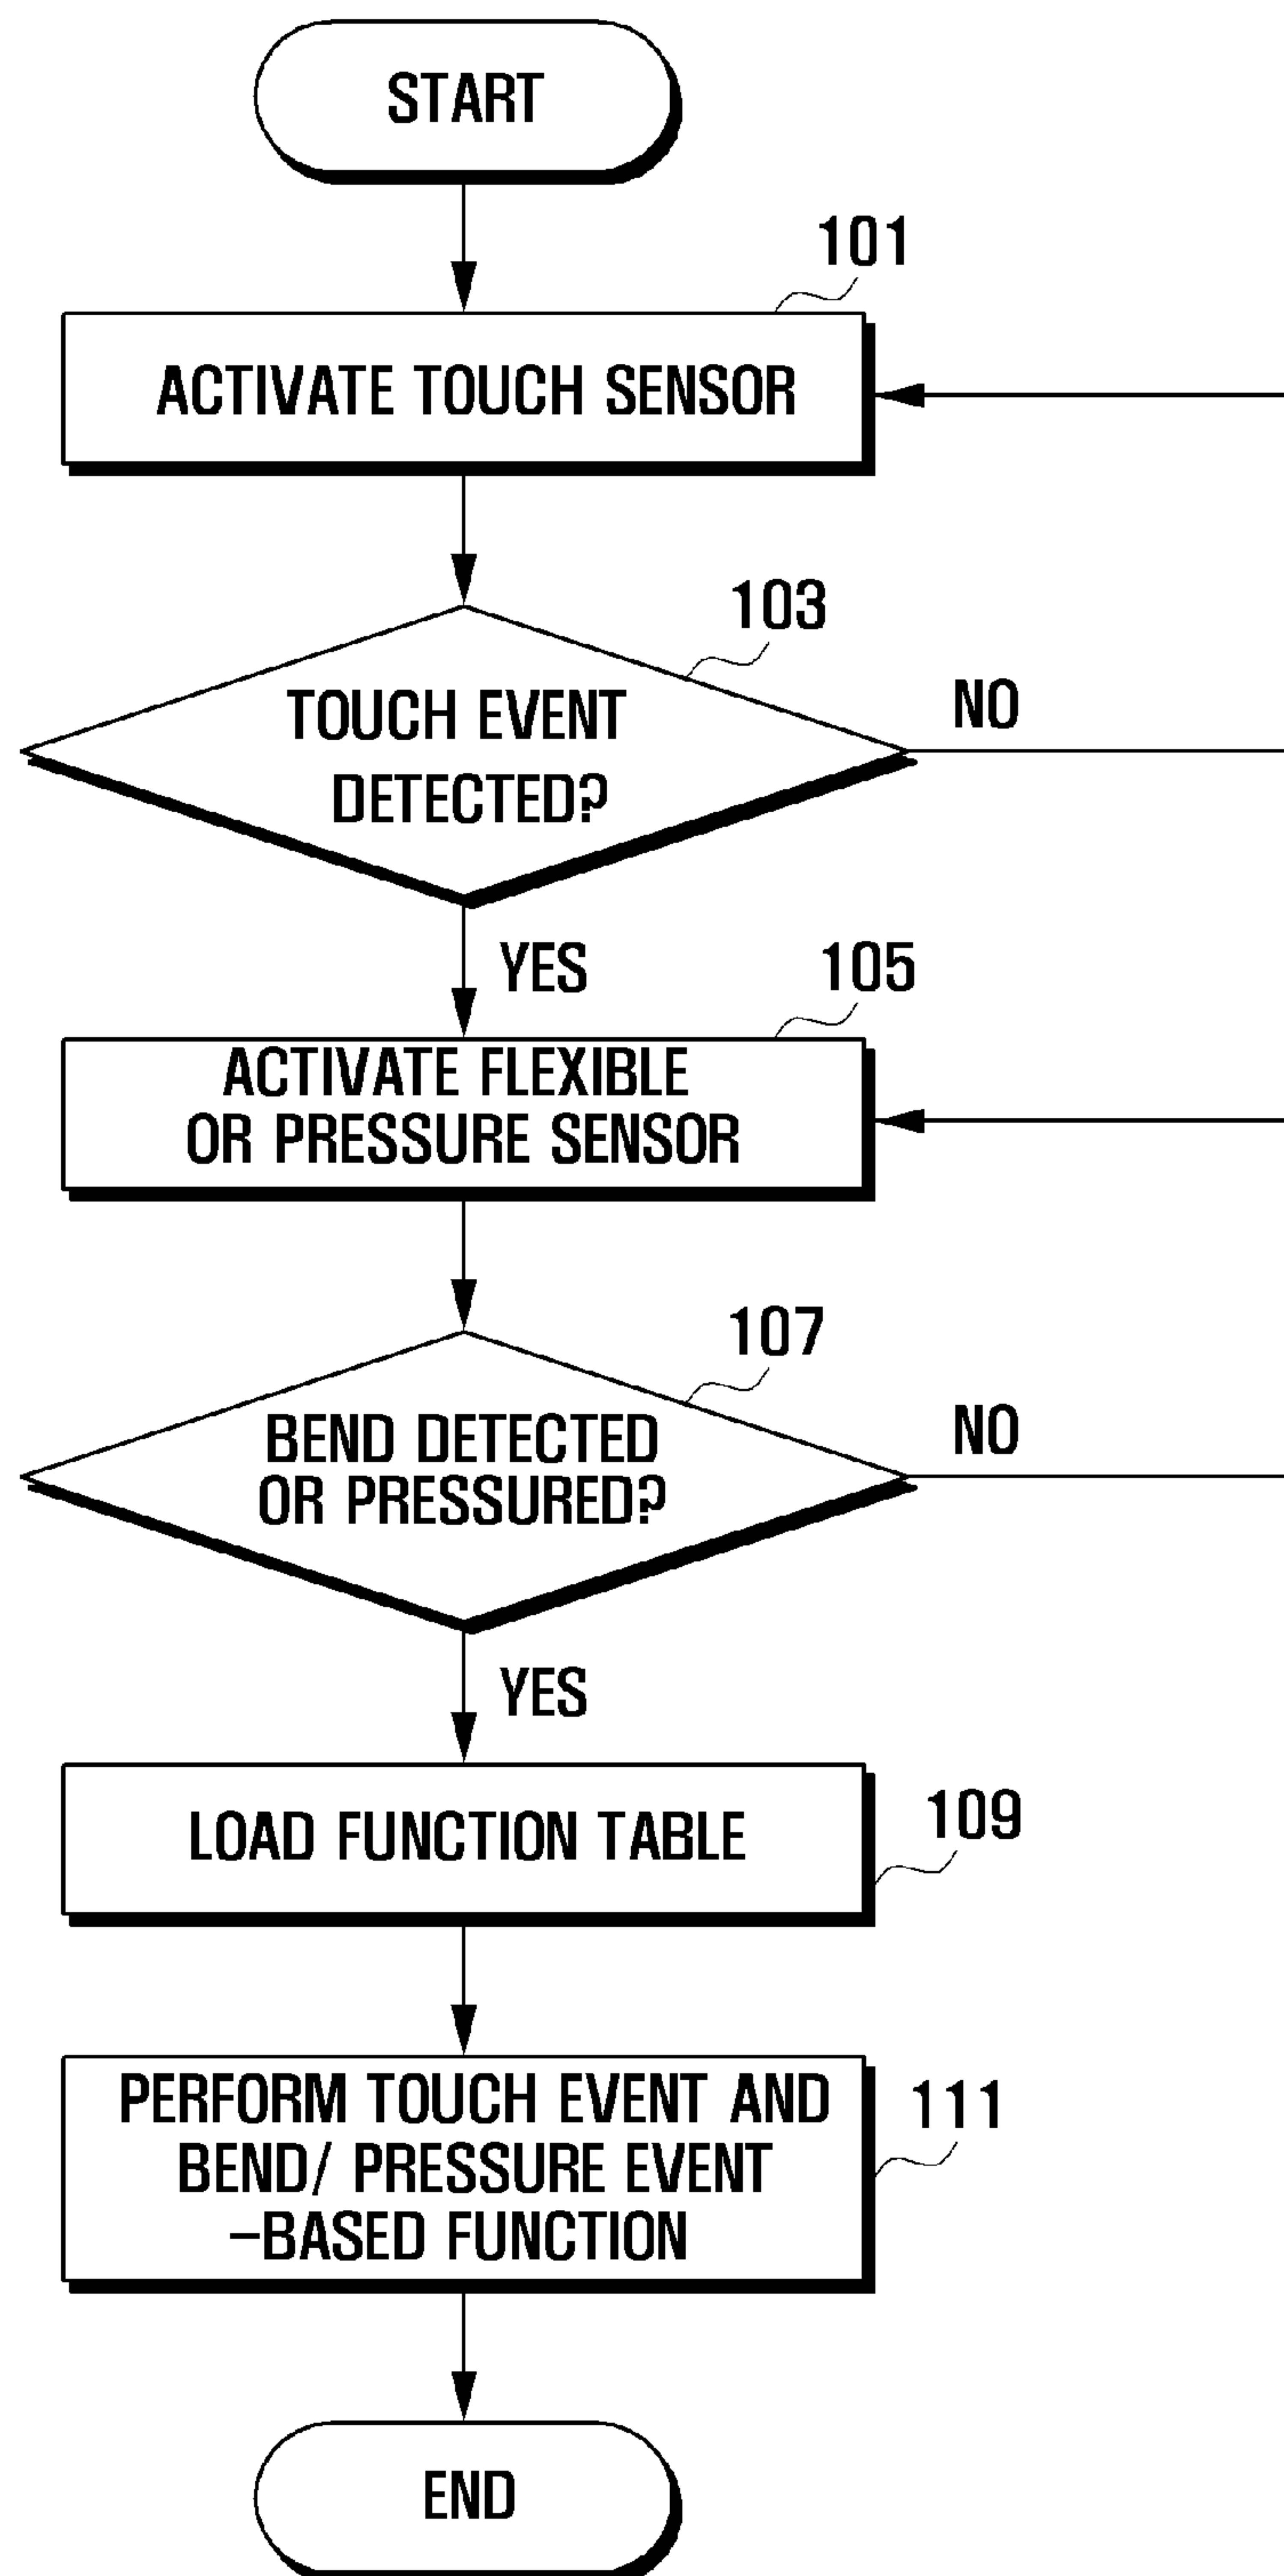 START
101
ACTIVATE TOUCH SENSOR
103
TOUCH EVENT
DETECTED?
NO
YES
105
ACTIVATE FLEXIBLE
OR PRESSURE SENSOR
107
BEND DETECTED
OR PRESSURED?
NO
YES
LOAD FUNCTION TABLE
109
PERFORM TOUCH EVENT AND
BEND/ PRESSURE EVENT
–BASED FUNCTION
111
END